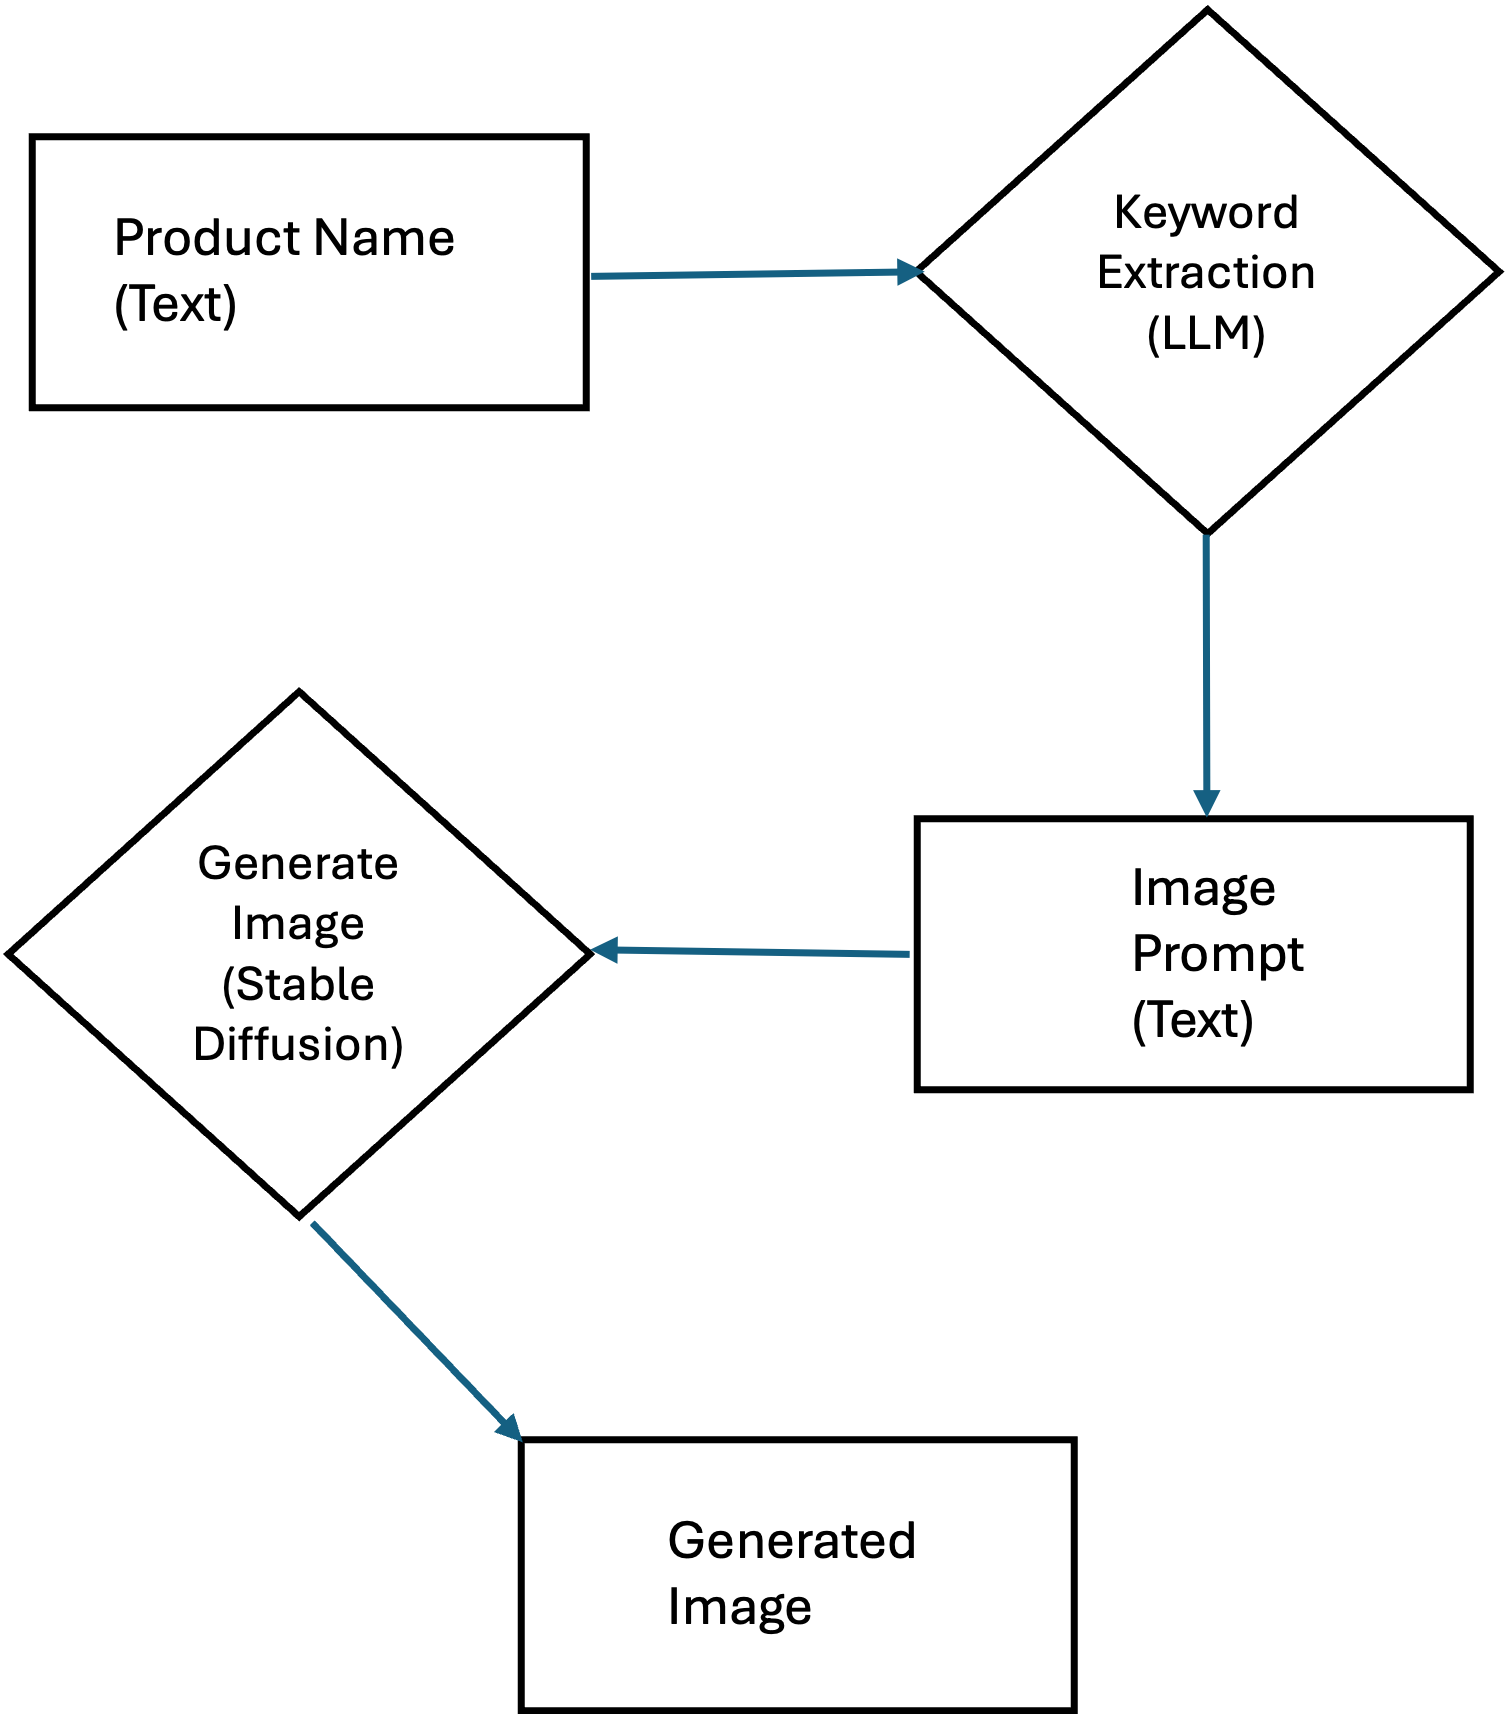 Product Name
(Text)
Keyword
Extraction
(LLM)
Image
Prompt
(Text)
Generate
Image
(Stable
Diffusion)
Generated
Image